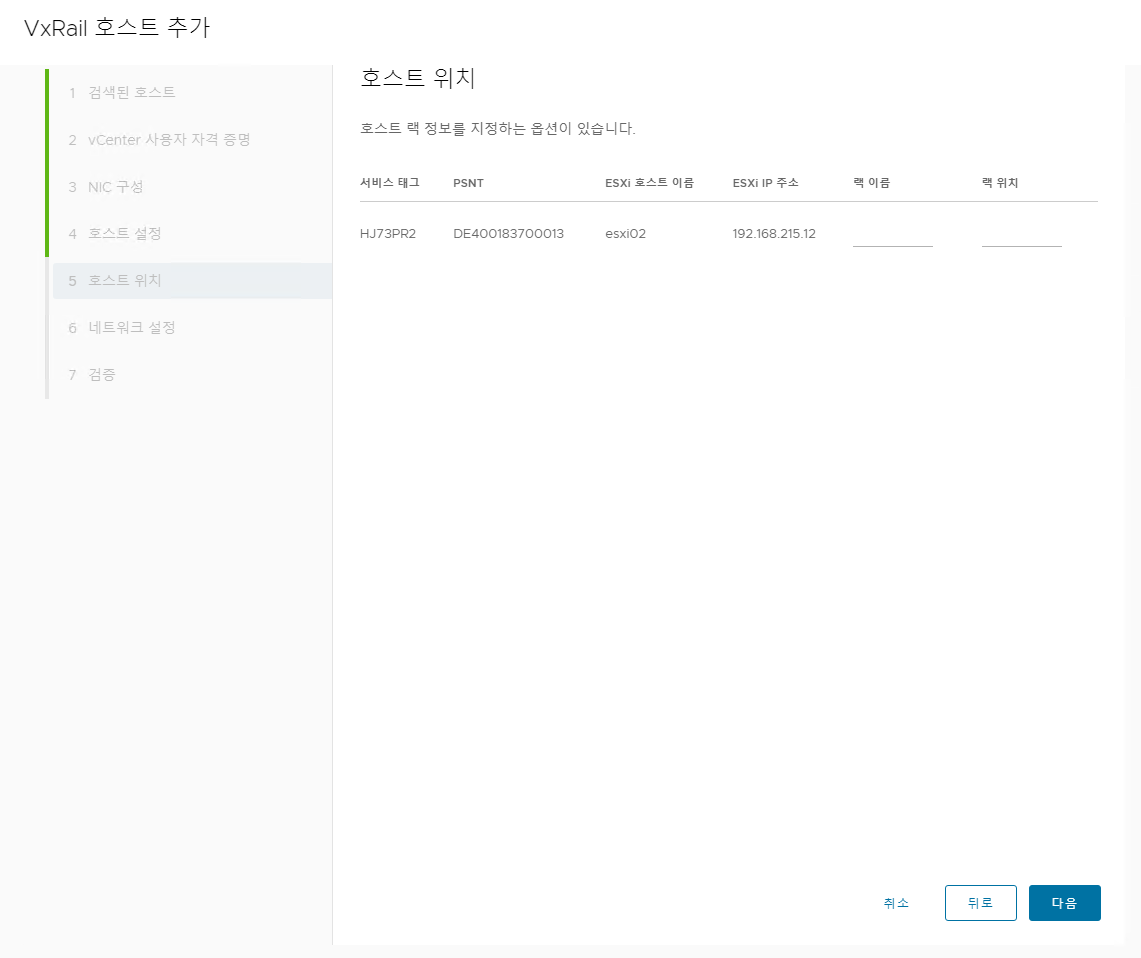 VxRail 호스트 추가
1 검색된 호스트
2 vCenter 사용자 자격 증명
3 NIC 구성
4 호스트 설정
5 호스트 위치
6 네트워크 설정
7 검증
호스트 위치
호스트 랙 정보를 지정하는 옵션이 있습니다.
서비스 태그 PSNT ESXi 호스트 이름 ESXi IP 주소 랙 이름 랙 위치
HJ73PR2 DE400183700013 esxi02 192.168.215.12
취소 뒤로 다음